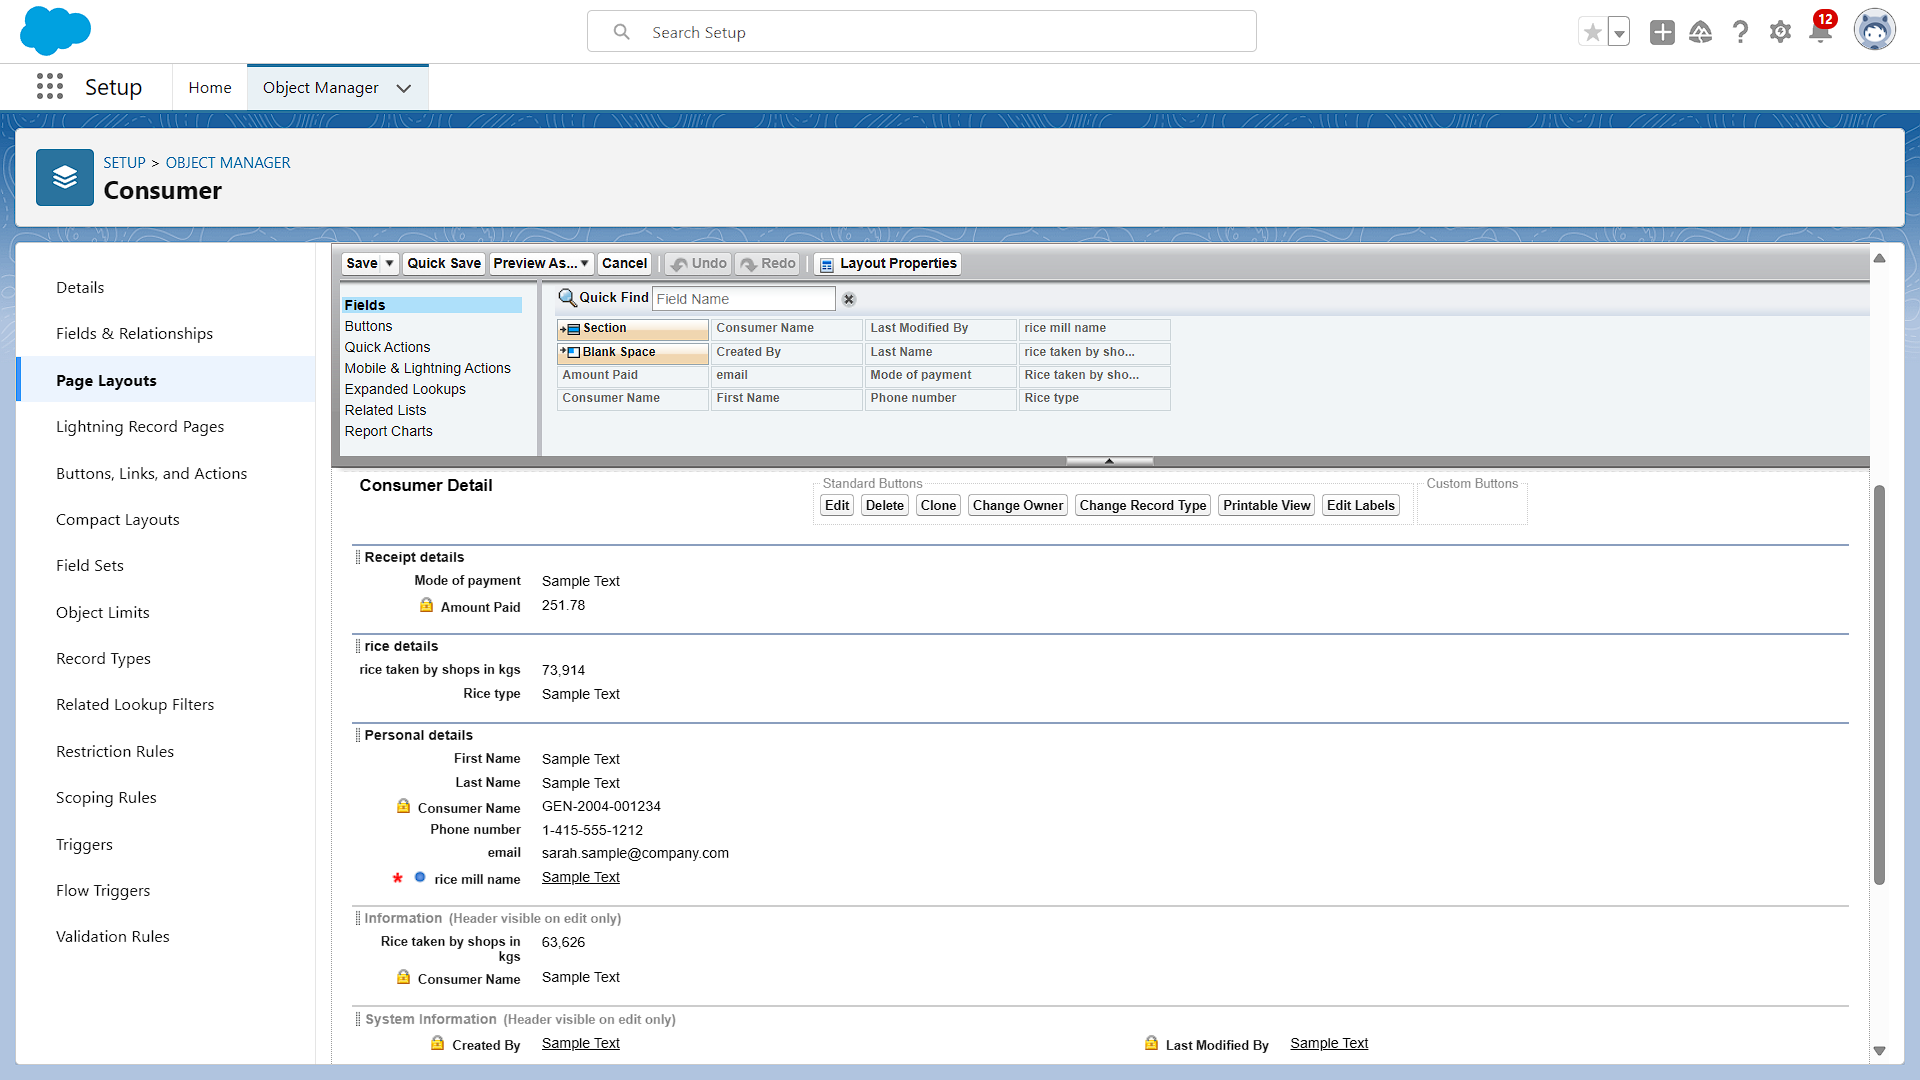 Search Setup
12
Setup
Home
Object Manager
SETUP > OBJECT MANAGER
Consumer
Details
Fields & Relationships
Page Layouts
Lightning Record Pages
Buttons, Links, and Actions
Compact Layouts
Field Sets
Object Limits
Record Types
Related Lookup Filters
Restriction Rules
Scoping Rules
Triggers
Flow Triggers
Validation Rules
Save Quick Save Preview As... Cancel Undo Redo Layout Properties
Fields
Buttons
Quick Actions
Mobile & Lightning Actions
Expanded Lookups
Related Lists
Report Charts
Quick Find Field Name
Section Consumer Name Last Modified By rice mill name
Blank Space Created By Last Name rice taken by sho...
Amount Paid email Mode of payment Rice taken by sho...
Consumer Name First Name Phone number Rice type
Consumer Detail
Standard Buttons
Edit Delete Clone Change Owner Change Record Type Printable View Edit Labels
Custom Buttons
Receipt details
Mode of payment Sample Text
Amount Paid 251.78
rice details
rice taken by shops in kgs 73,914
Rice type Sample Text
Personal details
First Name Sample Text
Last Name Sample Text
Consumer Name GEN-2004-001234
Phone number 1-415-555-1212
email sarah.sample@company.com
* rice mill name Sample Text
Information (Header visible on edit only)
Rice taken by shops in 63,626
kgs
Consumer Name Sample Text
System Information (Header visible on edit only)
Created By Sample Text Last Modified By Sample Text